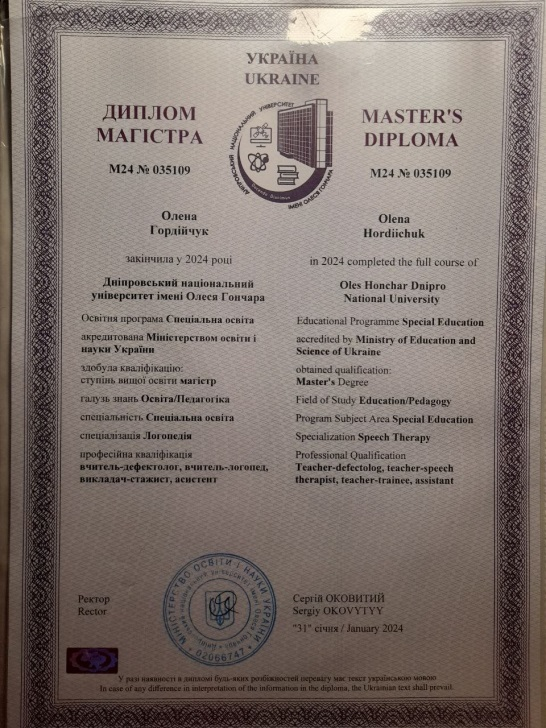 УКРАЇНА
UKRAINE
ДИПЛОМ
МАГІСТРА
М24 № 035109
MASTER'S
DIPLOMA
M24 № 035109
Олена
Гордійчук
закінчила у 2024 році
Дніпровський національний
університет імені Олеся Гончара
Освітня програма Спеціальна освіта
акредитована Міністерством освіти і
науки України
здобула кваліфікацію:
ступінь вищої освіти магістр
галузь знань Освіта/Педагогіка
спеціальність Спеціальна освіта
спеціалізація Логопедія
професійна кваліфікація
вчитель-дефектолог, вчитель-логопед,
викладач-стажист, асистент
Olena
Hordiichuk
in 2024 completed the full course of
Oles Honchar Dnipro
National University
Educational Programme Special Education
accredited by Ministry of Education and
Science of Ukraine
obtained qualification:
Master's Degree
Field of Study Education/Pedagogy
Program Subject Area Special Education
Specialization Speech Therapy
Professional Qualification
Teacher-defectolog, teacher-speech
therapist, teacher-trainee, assistant
Ректор
Rector
МІНІСТЕРСТВО ОСВІТИ І НАУКИ УКРАЇНИ
02066747
Сергій ОКОВИТИЙ
Sergiy OKOVYTYY
"31" січня / January 2024
У разі наявності в дипломі будь-яких розбіжностей перевагу має текст українською мовою
In case of any difference in interpretation of the information in the diploma, the Ukrainian text shall prevail.